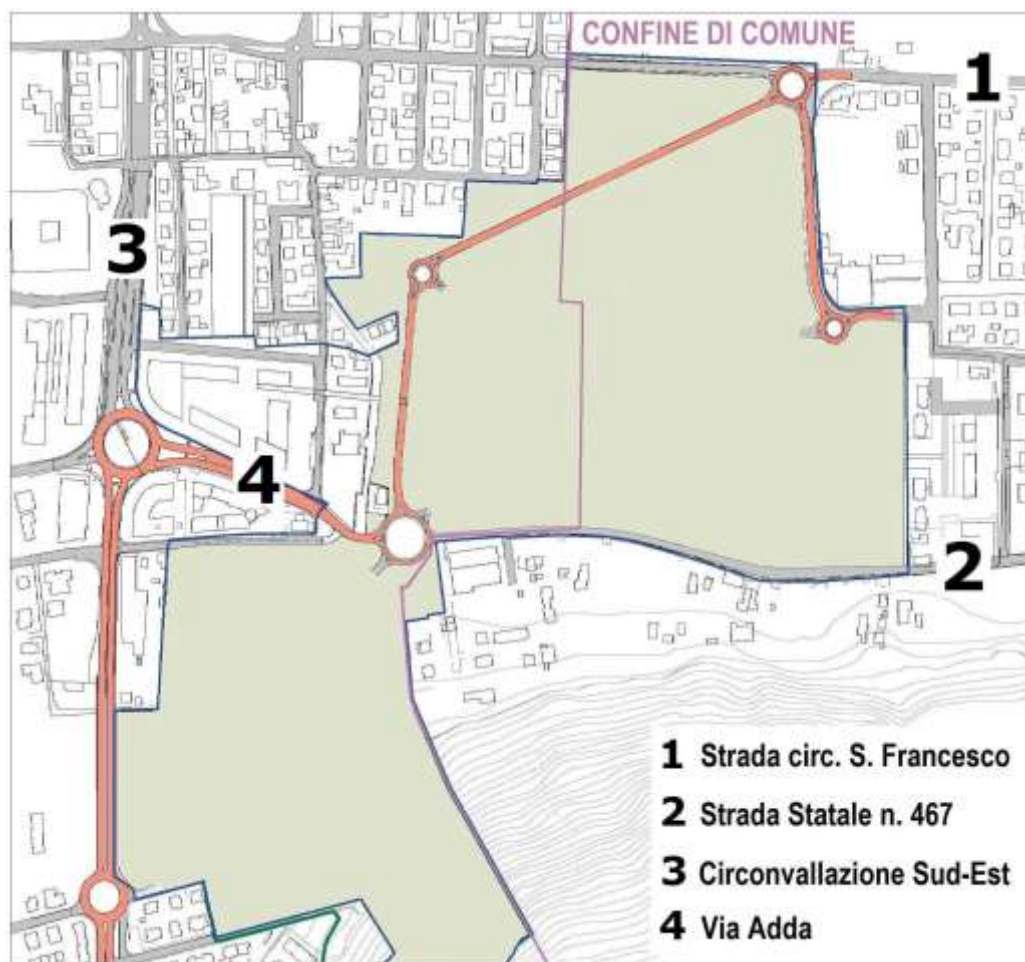 CONFINE DI COMUNE
1
3
4
2
1 Strada circ. S. Francesco
2 Strada Statale n. 467
3 Circonvallazione Sud-Est
4 Via Adda